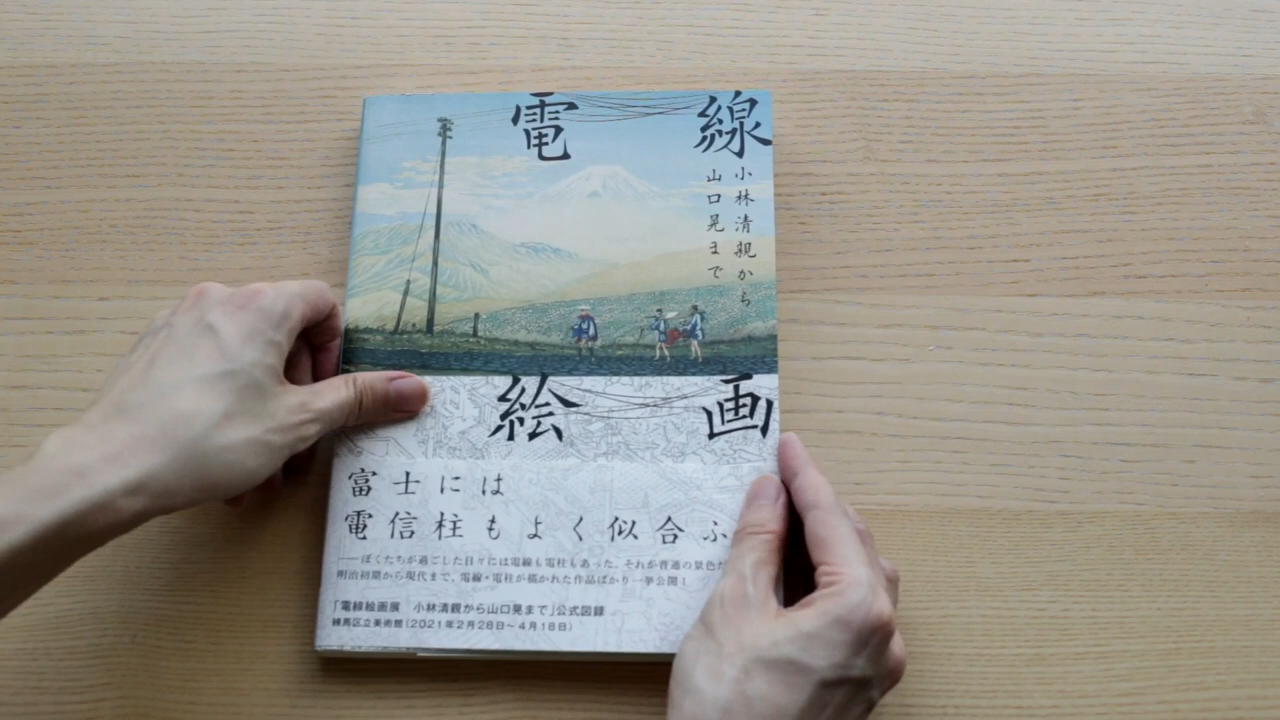 電線
小林清親から
山口晃まで
絵画
富士には
電信柱もよく似合ふ
──ぼくたちが過ごした日々には電線も電柱もあった。それが普通の景色だ
明治初期から現代まで、電線・電柱が描かれた作品ばかり一挙公開！
「電線絵画展　小林清親から山口晃まで」公式図録
練馬区立美術館（2021年2月28日～4月18日）